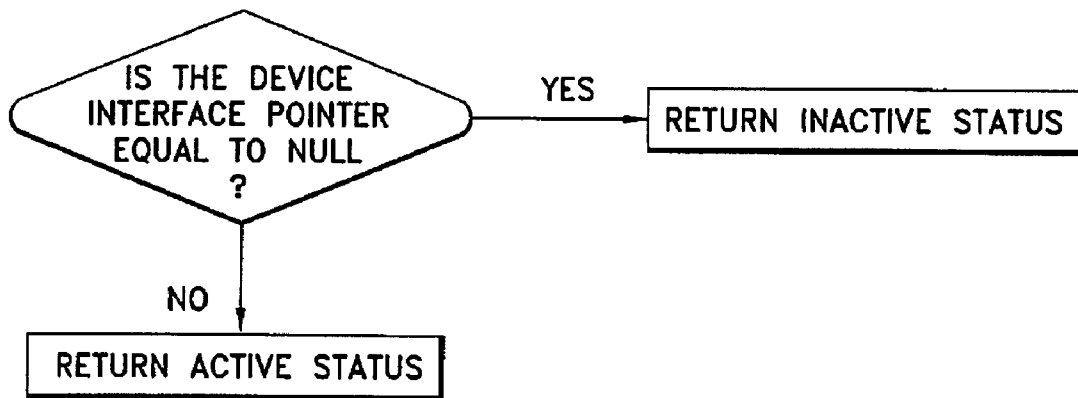 IS THE DEVICE
INTERFACE POINTER
EQUAL TO NULL
?
YES
RETURN INACTIVE STATUS
NO
RETURN ACTIVE STATUS